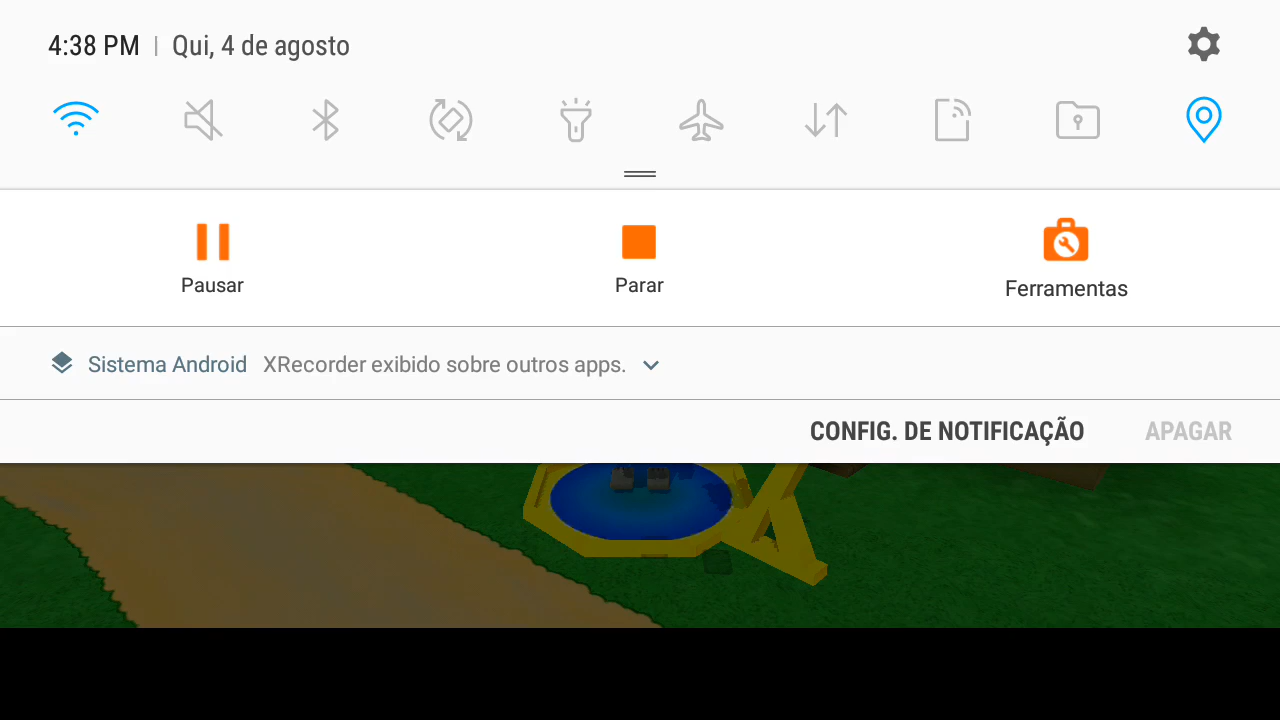 4:38 PM | Qui, 4 de agosto
Pausar
Parar
Ferramentas
Sistema Android XRecorder exibido sobre outros apps.
CONFIG. DE NOTIFICAÇÃO APAGAR